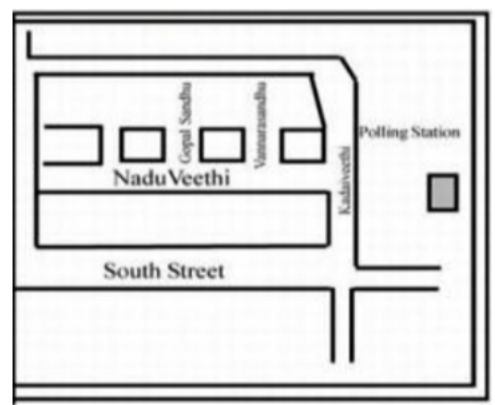 Gopal Sandhu
Vannarasandhu
Polling Station
Kadaiveethi
NaduVeethi
South Street